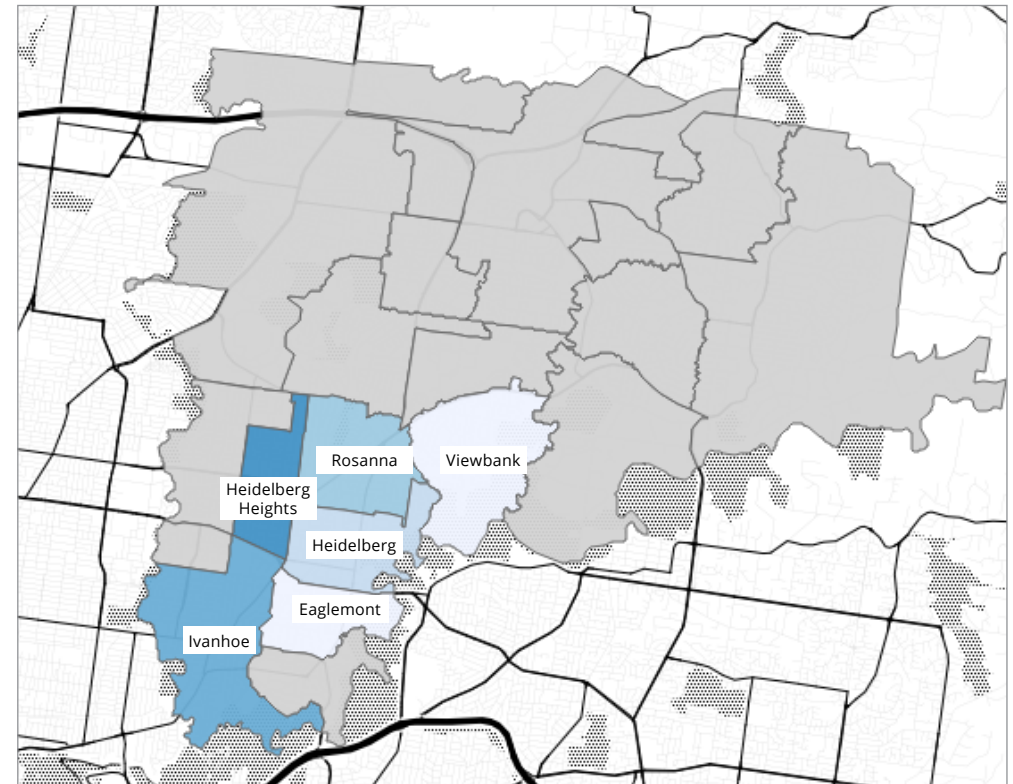 Rosanna
Viewbank
Heidelberg
Heights
Heidelberg
Eaglemont
Ivanhoe